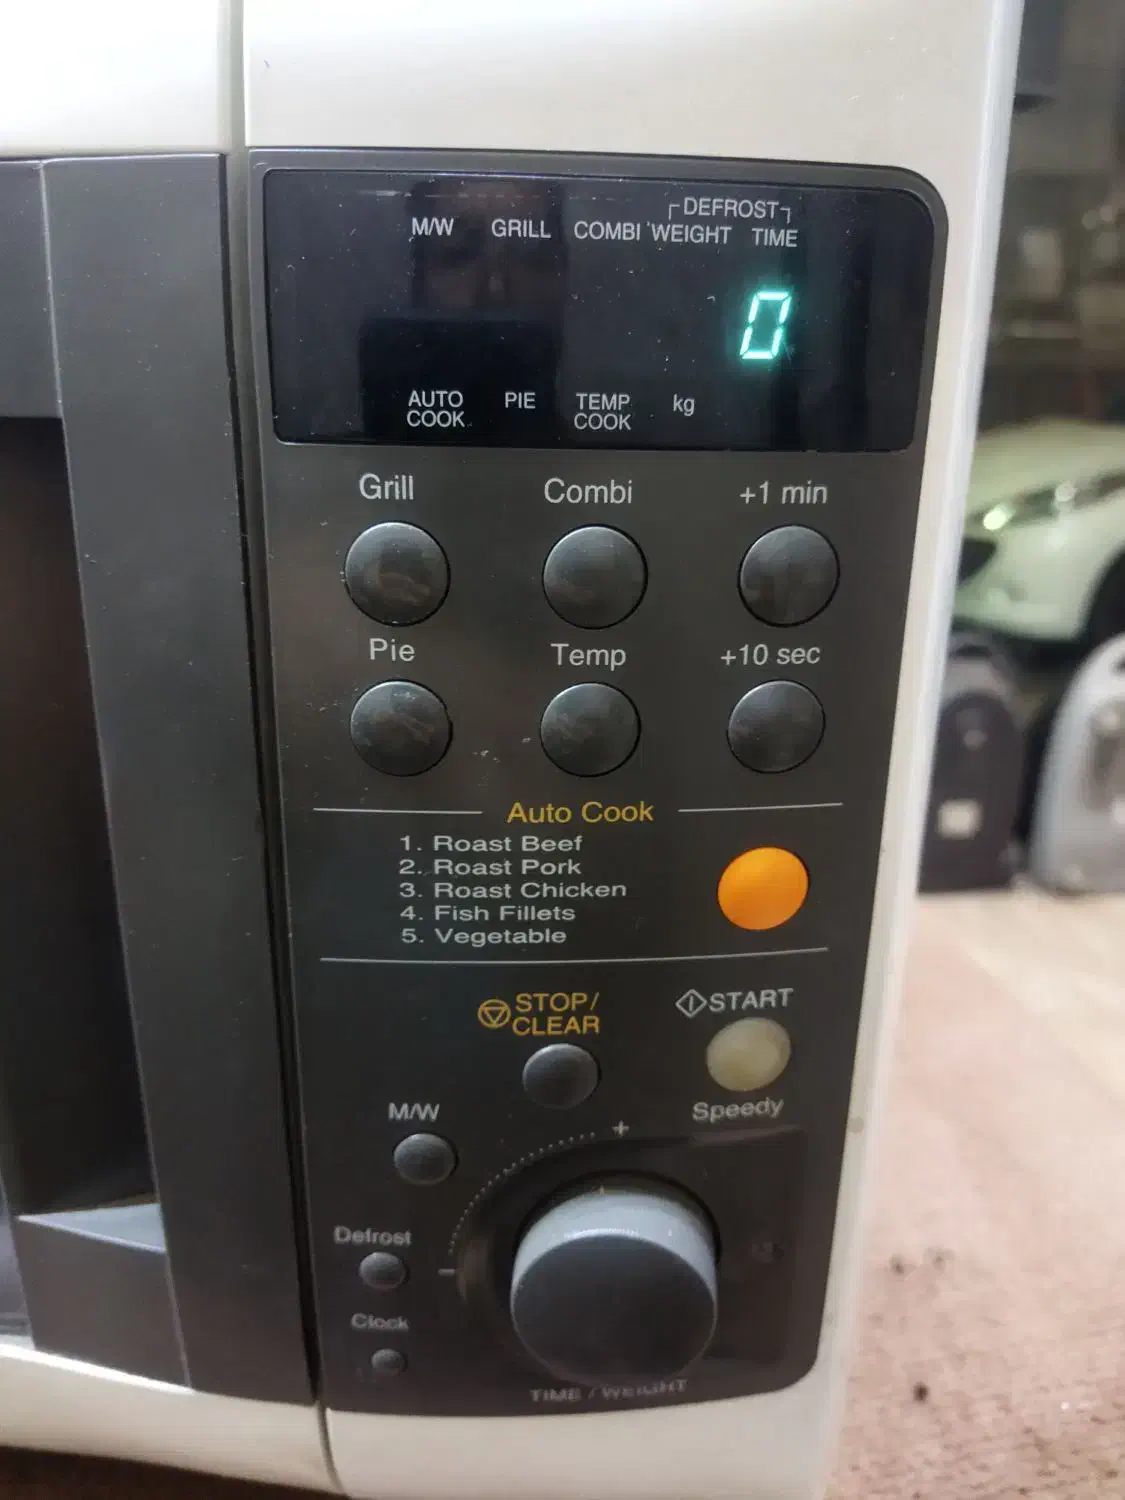 DEFROST
M/W GRILL COMBI WEIGHT TIME
0
AUTO COOK PIE TEMP COOK kg
Grill Combi +1 min
Pie Temp +10 sec
Auto Cook
1. Roast Beef
2. Roast Pork
3. Roast Chicken
4. Fish Fillets
5. Vegetable
STOP/
CLEAR
START
M/W
Speedy
+
Defrost
-
Clock
TIME / WEIGHT